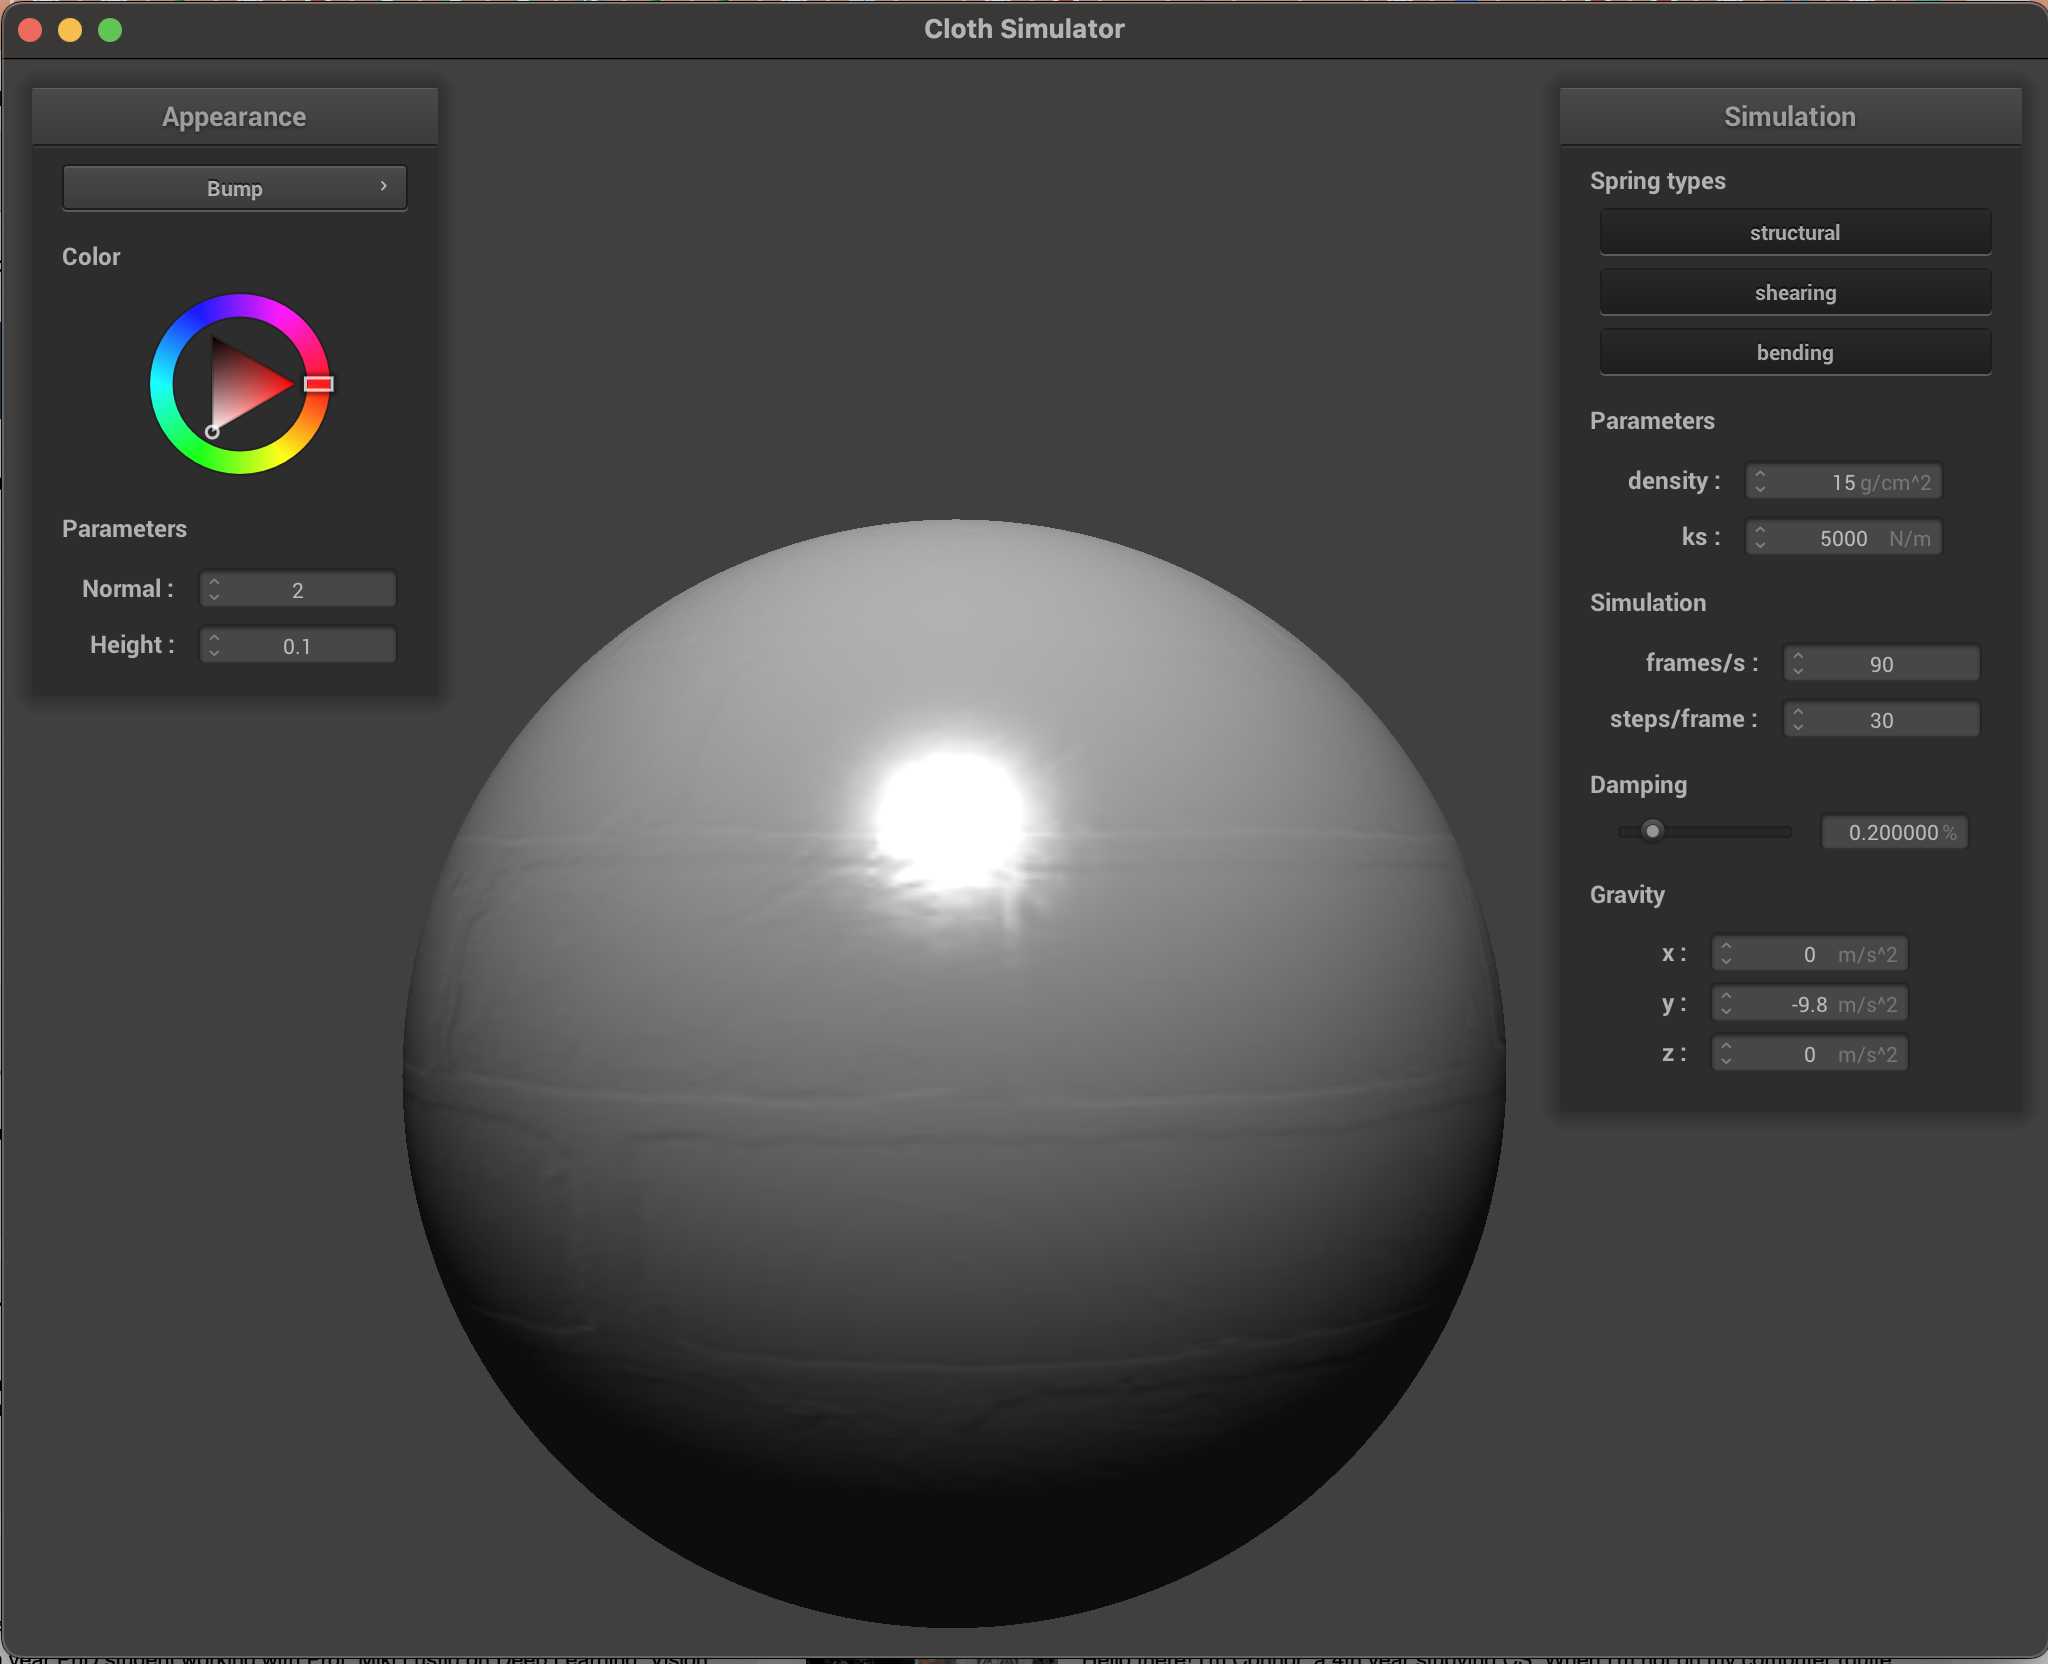 Cloth Simulator
Appearance
Bump
Color
Parameters
Normal : 2
Height : 0.1
Simulation
Spring types
structural
shearing
bending
Parameters
density : 15 g/cm^2
ks : 5000 N/m
Simulation
frames/s : 90
steps/frame : 30
Damping
0.200000 %
Gravity
x : 0 m/s^2
y : -9.8 m/s^2
z : 0 m/s^2